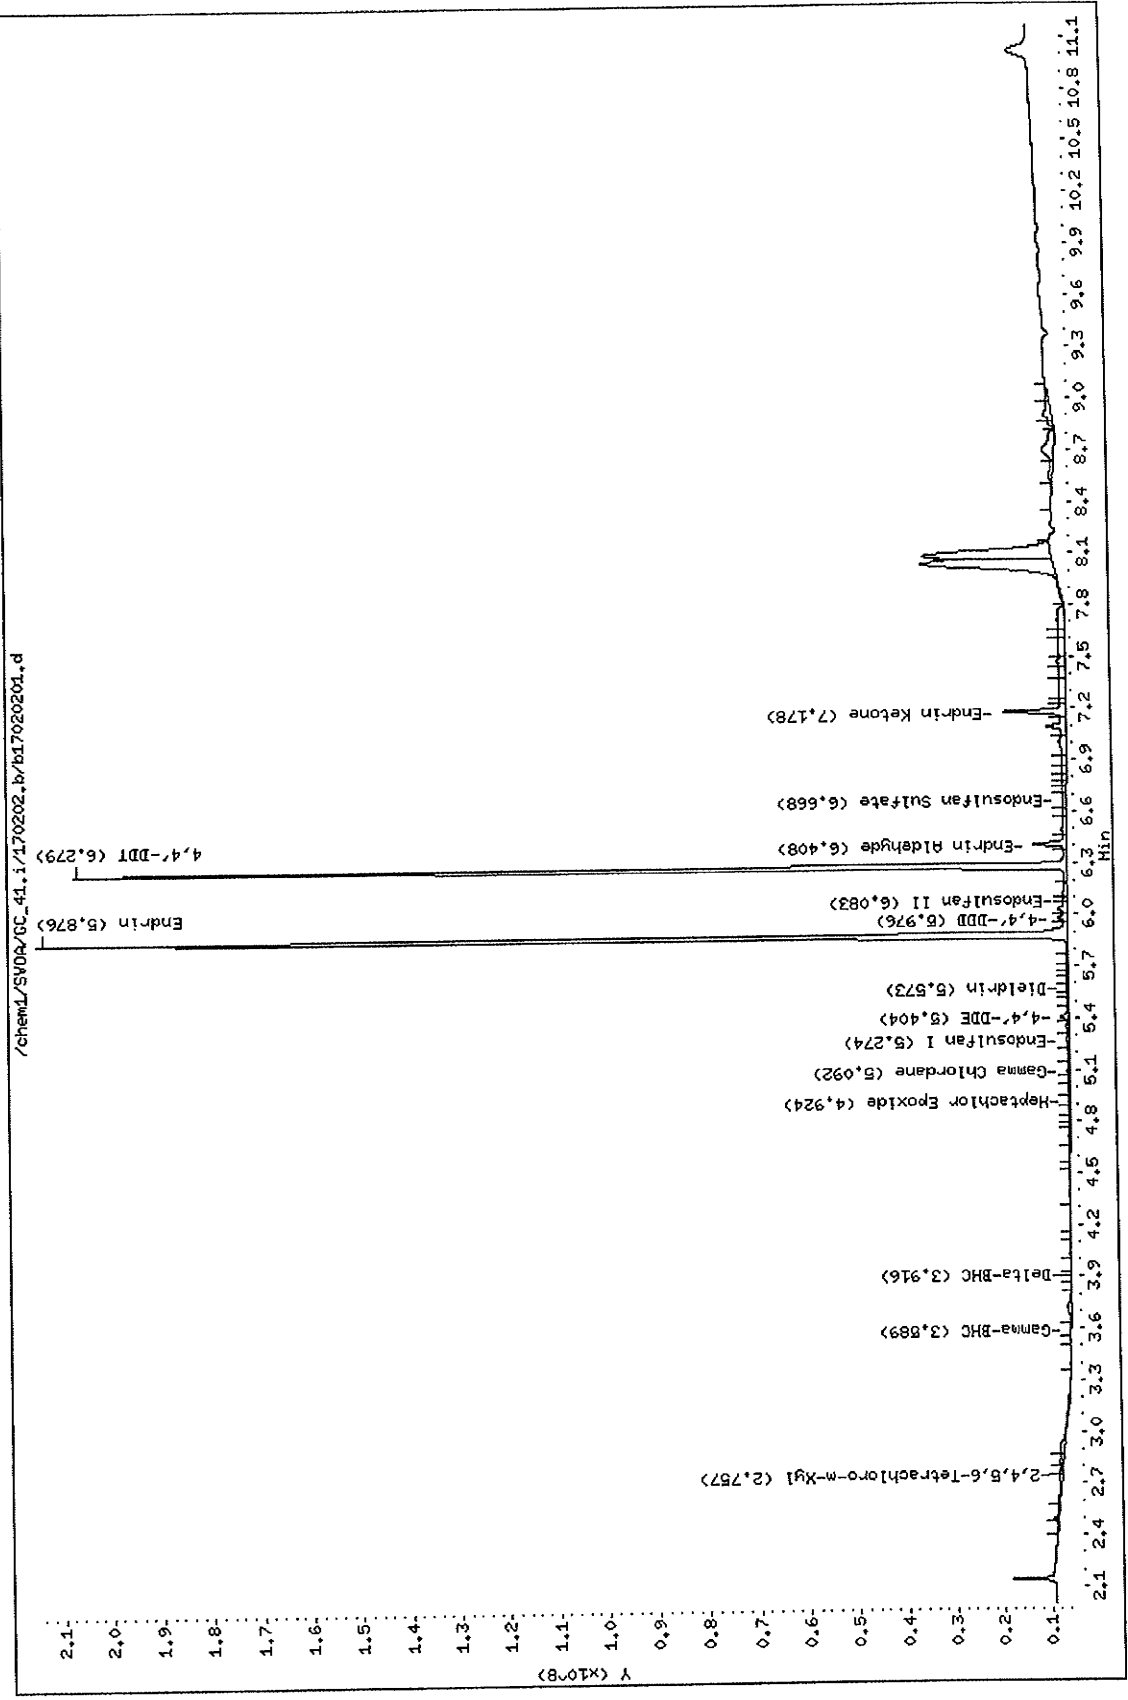 /chem1/SVOA/GC_41.i/170202.b/b17020201.d
Y (x10^8)
2.1
2.0
1.9
1.8
1.7
1.6
1.5
1.4
1.3
1.2
1.1
1.0
0.9
0.8
0.7
0.6
0.5
0.4
0.3
0.2
0.1
2,4,5,6-Tetrachloro-m-Xyl (2.757)
Gamma-BHC (3.589)
Delta-BHC (3.916)
Heptachlor Epoxide (4.924)
Gamma Chlordane (5.092)
Endosulfan I (5.274)
4,4'-DDE (5.404)
Dieldrin (5.573)
Endrin (5.876)
4,4'-DDD (5.976)
Endosulfan II (6.083)
4,4'-DDT (6.279)
Endrin Aldehyde (6.408)
Endosulfan Sulfate (6.668)
Endrin Ketone (7.178)
2.1 2.4 2.7 3.0 3.3 3.6 3.9 4.2 4.5 4.8 5.1 5.4 5.7 6.0 6.3 6.6 6.9 7.2 7.5 7.8 8.1 8.4 8.7 9.0 9.3 9.6 9.9 10.2 10.5 10.8 11.1
Min